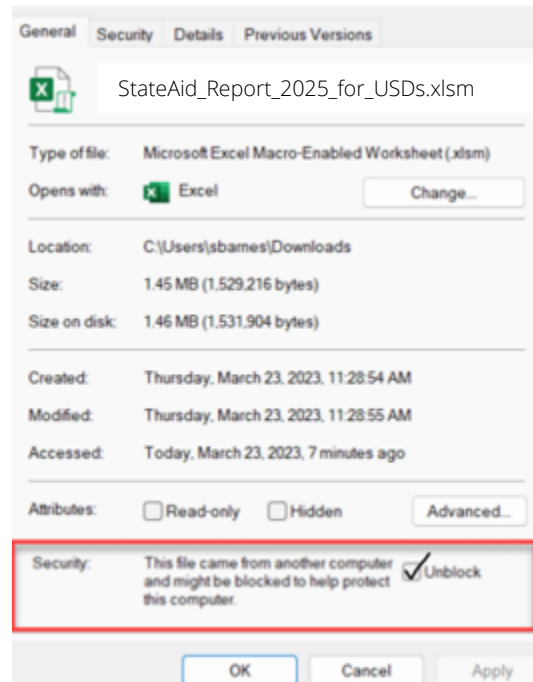 General Security Details Previous Versions
StateAid_Report_2025_for_USDs.xlsm
Type of file: Microsoft Excel Macro-Enabled Worksheet (.xlsm)
Opens with: Excel Change...
Location: C:\Users\sbarnes\Downloads
Size: 1.45 MB (1,529,216 bytes)
Size on disk: 1.46 MB (1,531,904 bytes)
Created: Thursday, March 23, 2023, 11:28:54 AM
Modified: Thursday, March 23, 2023, 11:28:55 AM
Accessed: Today, March 23, 2023, 7 minutes ago
Attributes: Read-only Hidden Advanced...
Security: This file came from another computer
and might be blocked to help protect
this computer.
Unblock
OK Cancel Apply